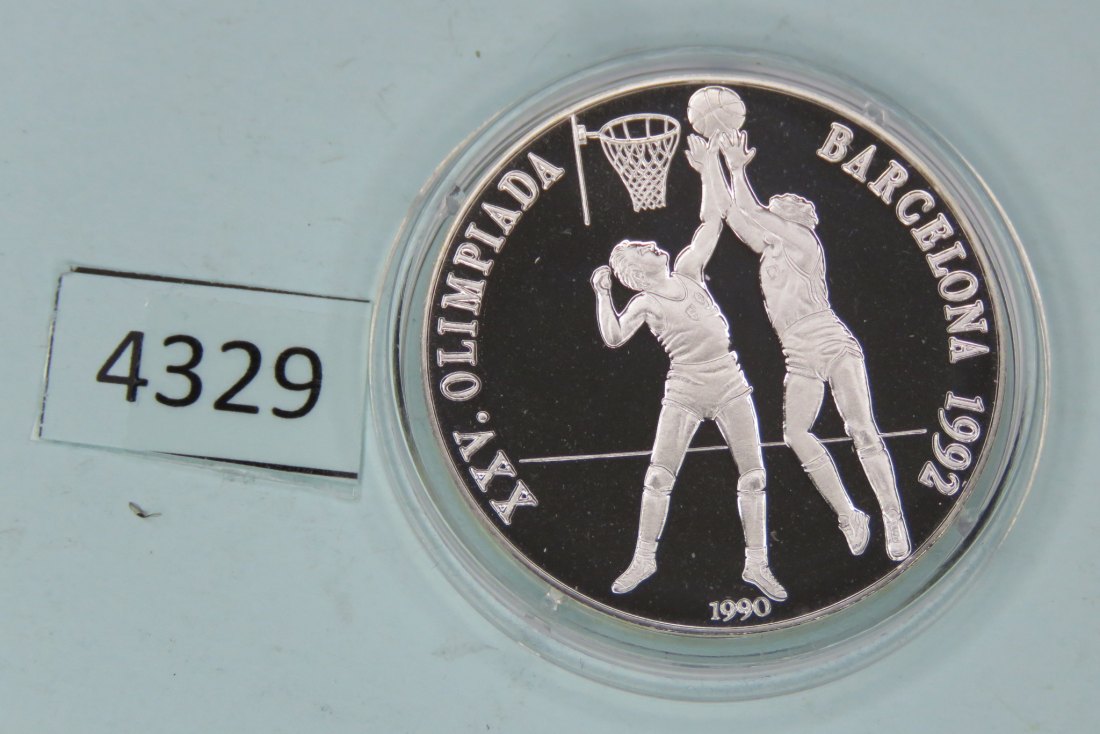 4329
XXV. OLIMPIADA
BARCELONA 1992
1990